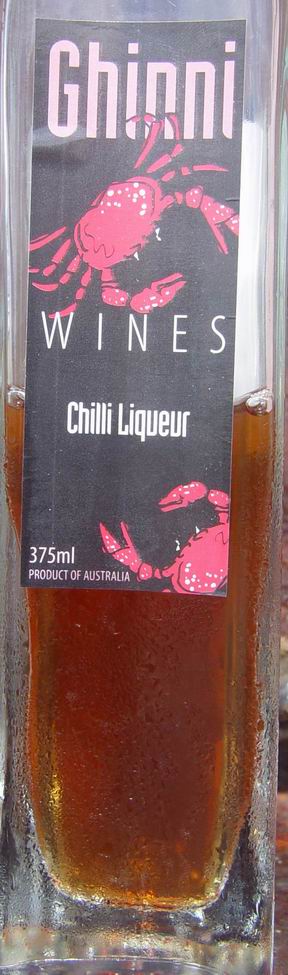 Ghinni
WINES
Chilli Liqueur
375ml
PRODUCT OF AUSTRALIA